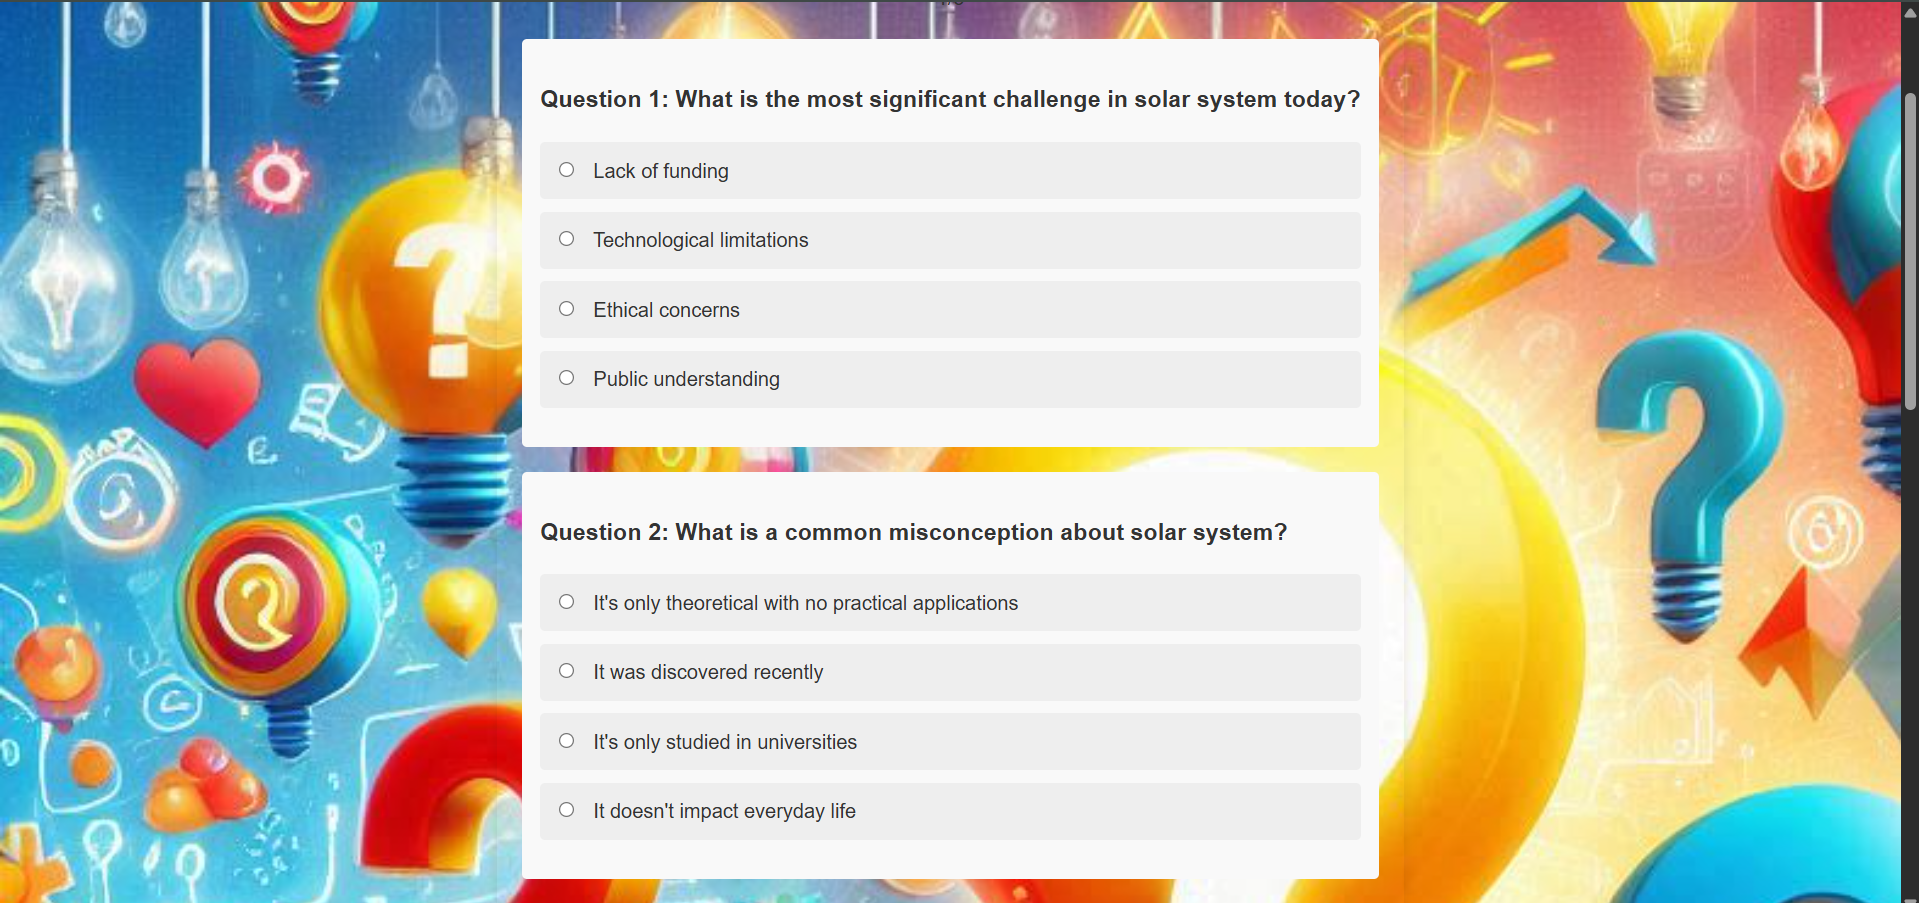 Question 1: What is the most significant challenge in solar system today?
Lack of funding
Technological limitations
Ethical concerns
Public understanding
Question 2: What is a common misconception about solar system?
It's only theoretical with no practical applications
It was discovered recently
It's only studied in universities
It doesn't impact everyday life